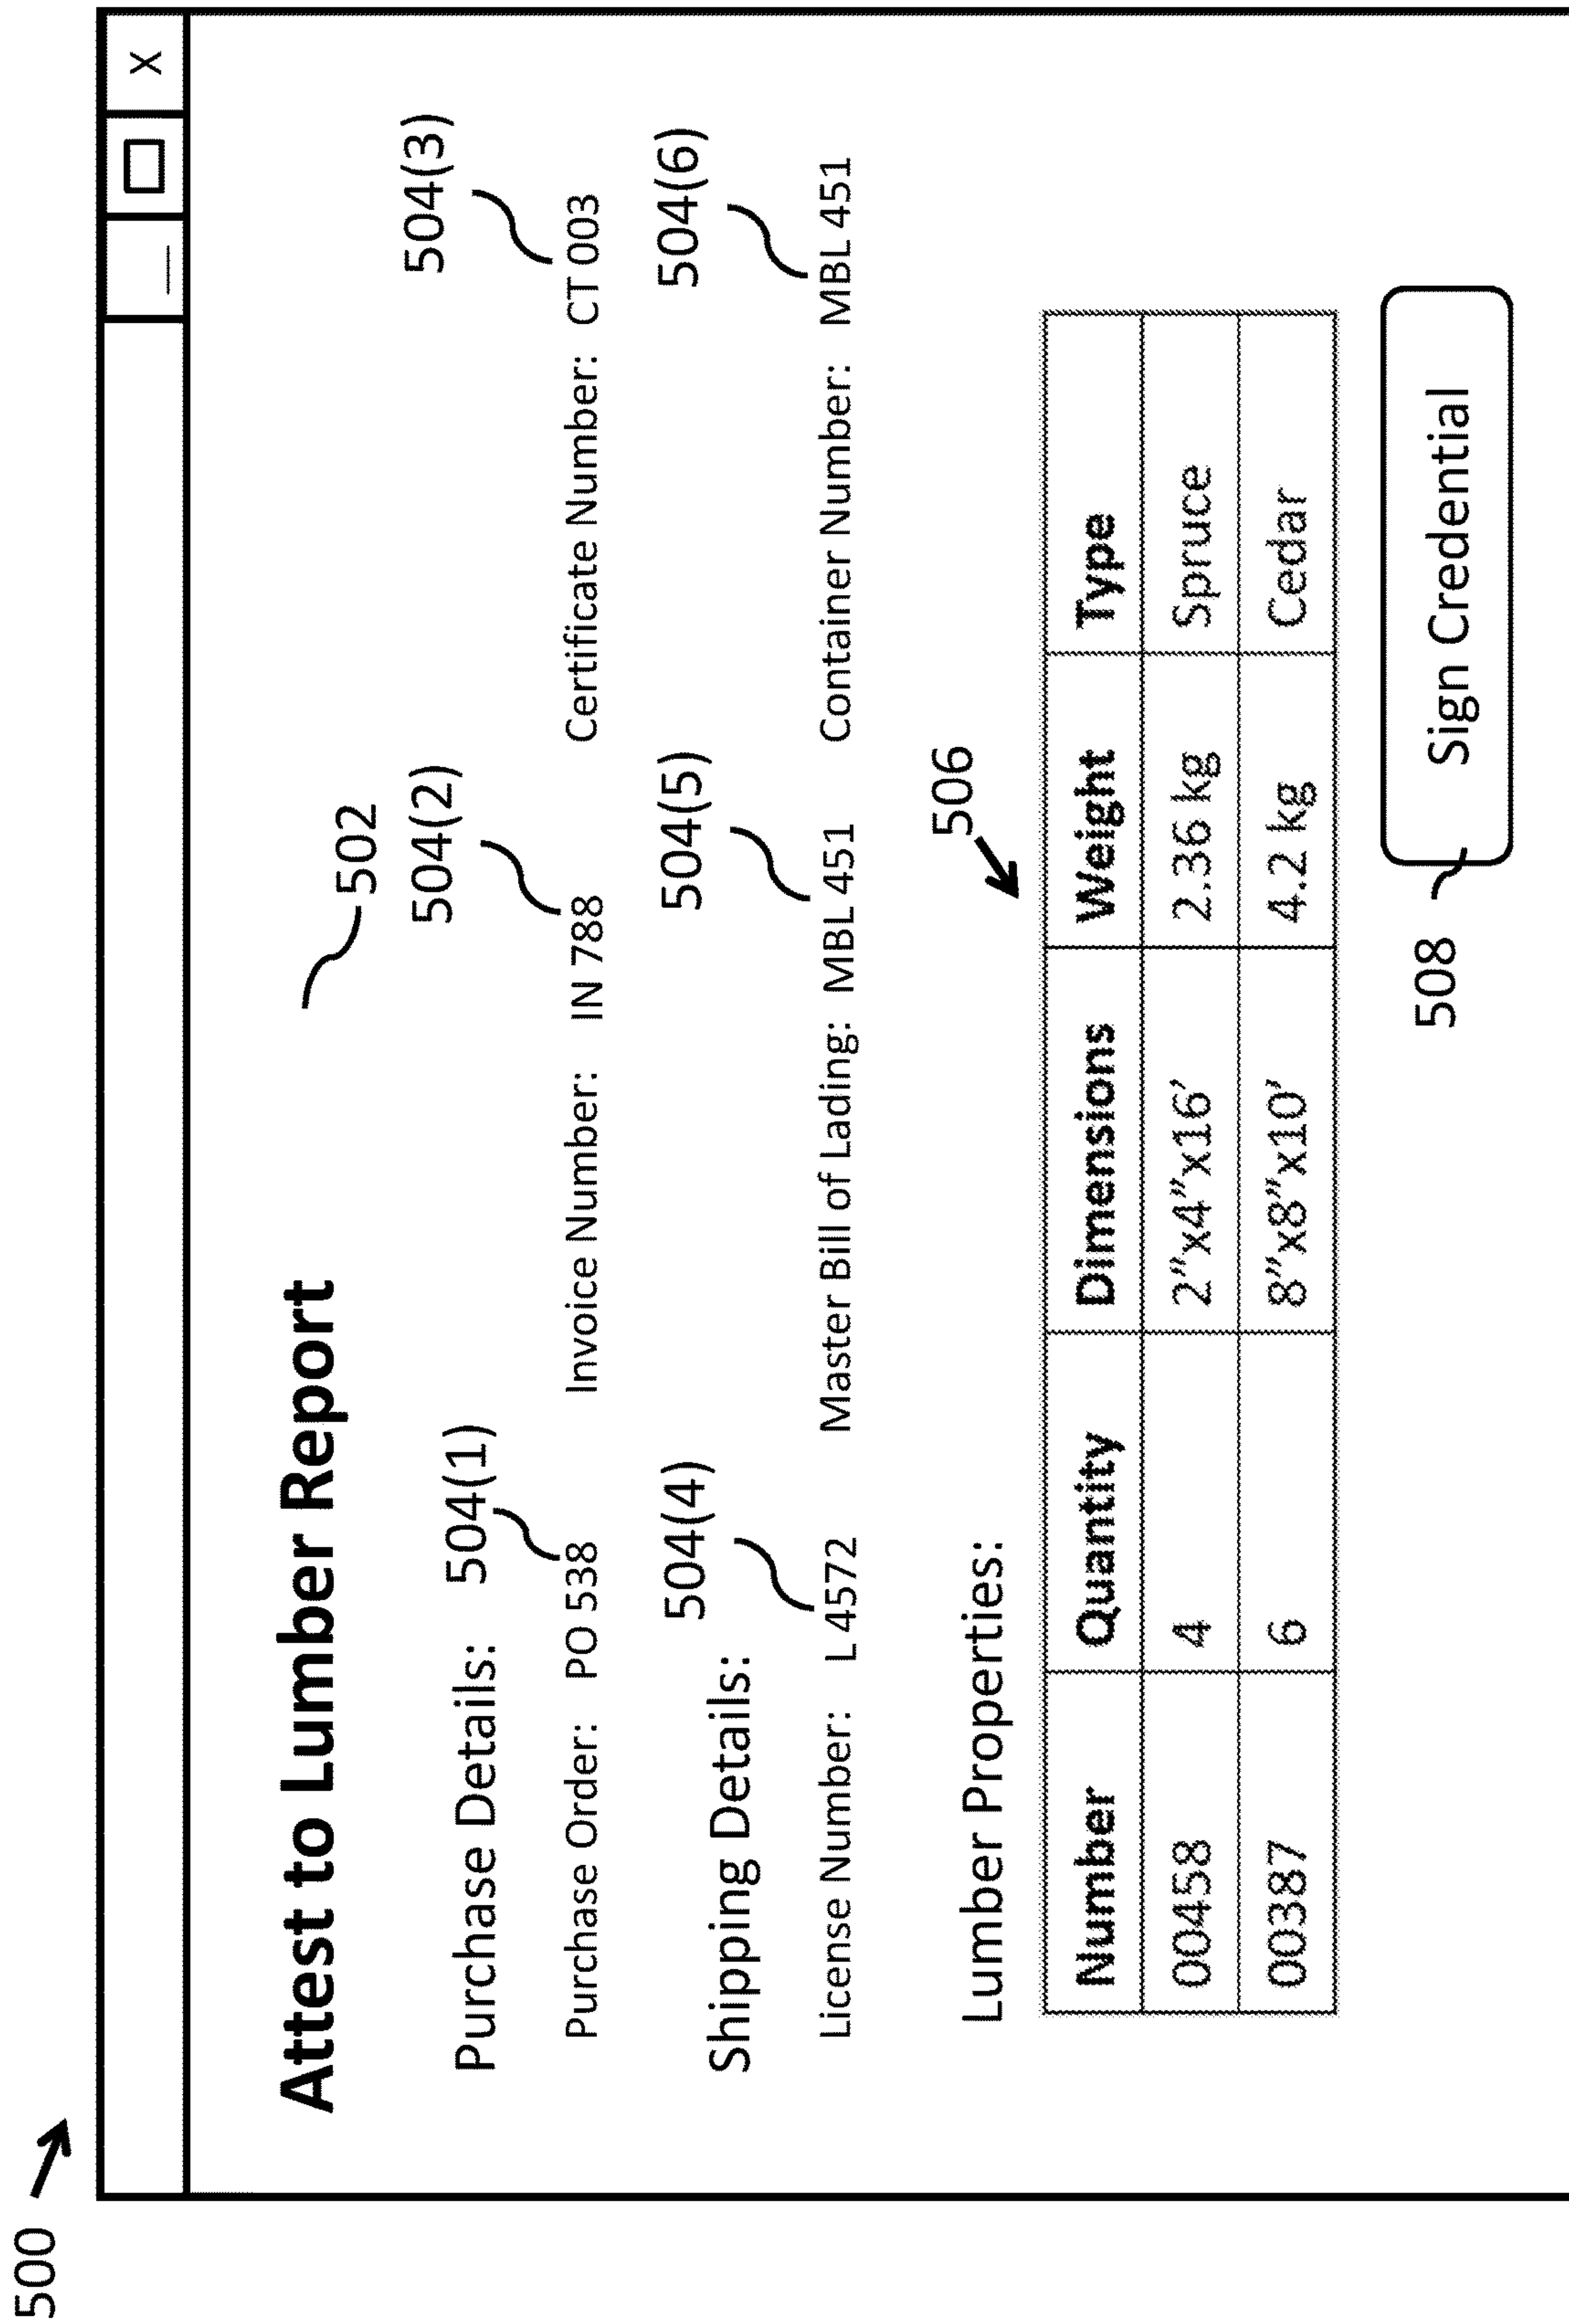 500
— □ X
Attest to Lumber Report
502
Purchase Details: 504(1) 504(2) 504(3)
Purchase Order: PO 538 Invoice Number: IN 788 Certificate Number: CT 003
Shipping Details: 504(4) 504(5) 504(6)
License Number: L 4572 Master Bill of Lading: MBL 451 Container Number: MBL 451
Lumber Properties: 506
Number Quantity Dimensions Weight Type
00458 4 2”x4”x16’ 2.36 kg Spruce
00387 6 8”x8”x10’ 4.2 kg Cedar
508 Sign Credential